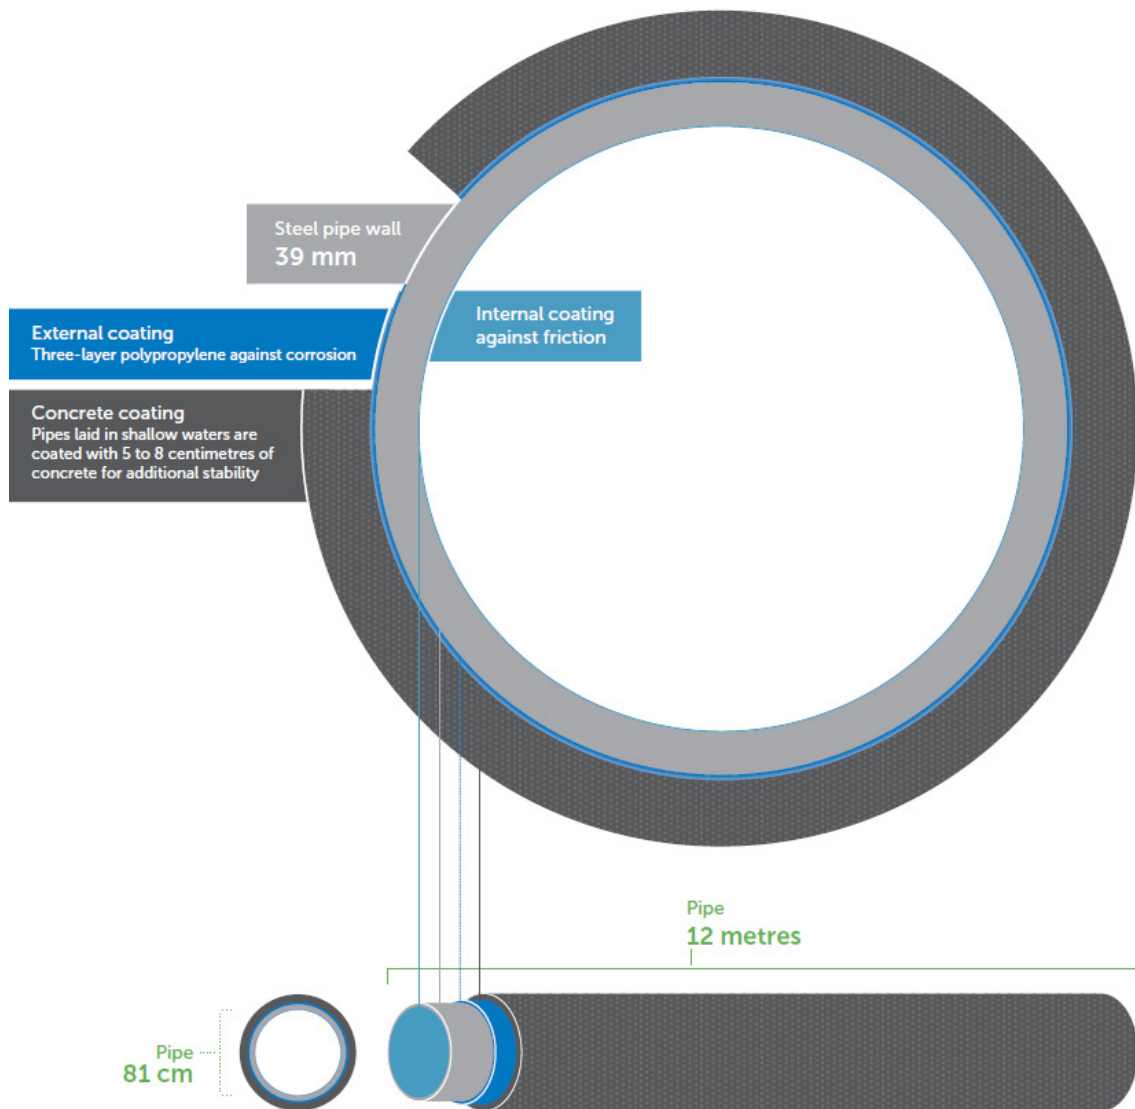 Steel pipe wall
39 mm
Internal coating
against friction
External coating
Three-layer polypropylene against corrosion
Concrete coating
Pipes laid in shallow waters are
coated with 5 to 8 centimetres of
concrete for additional stability
Pipe
12 metres
Pipe
81 cm